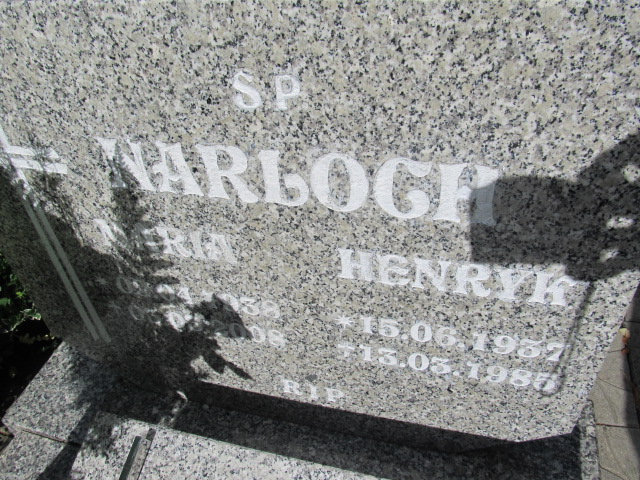 SP
NARLOCH
MARIA
HENRYK
*15.06.1937
†13.03.1985
RIP